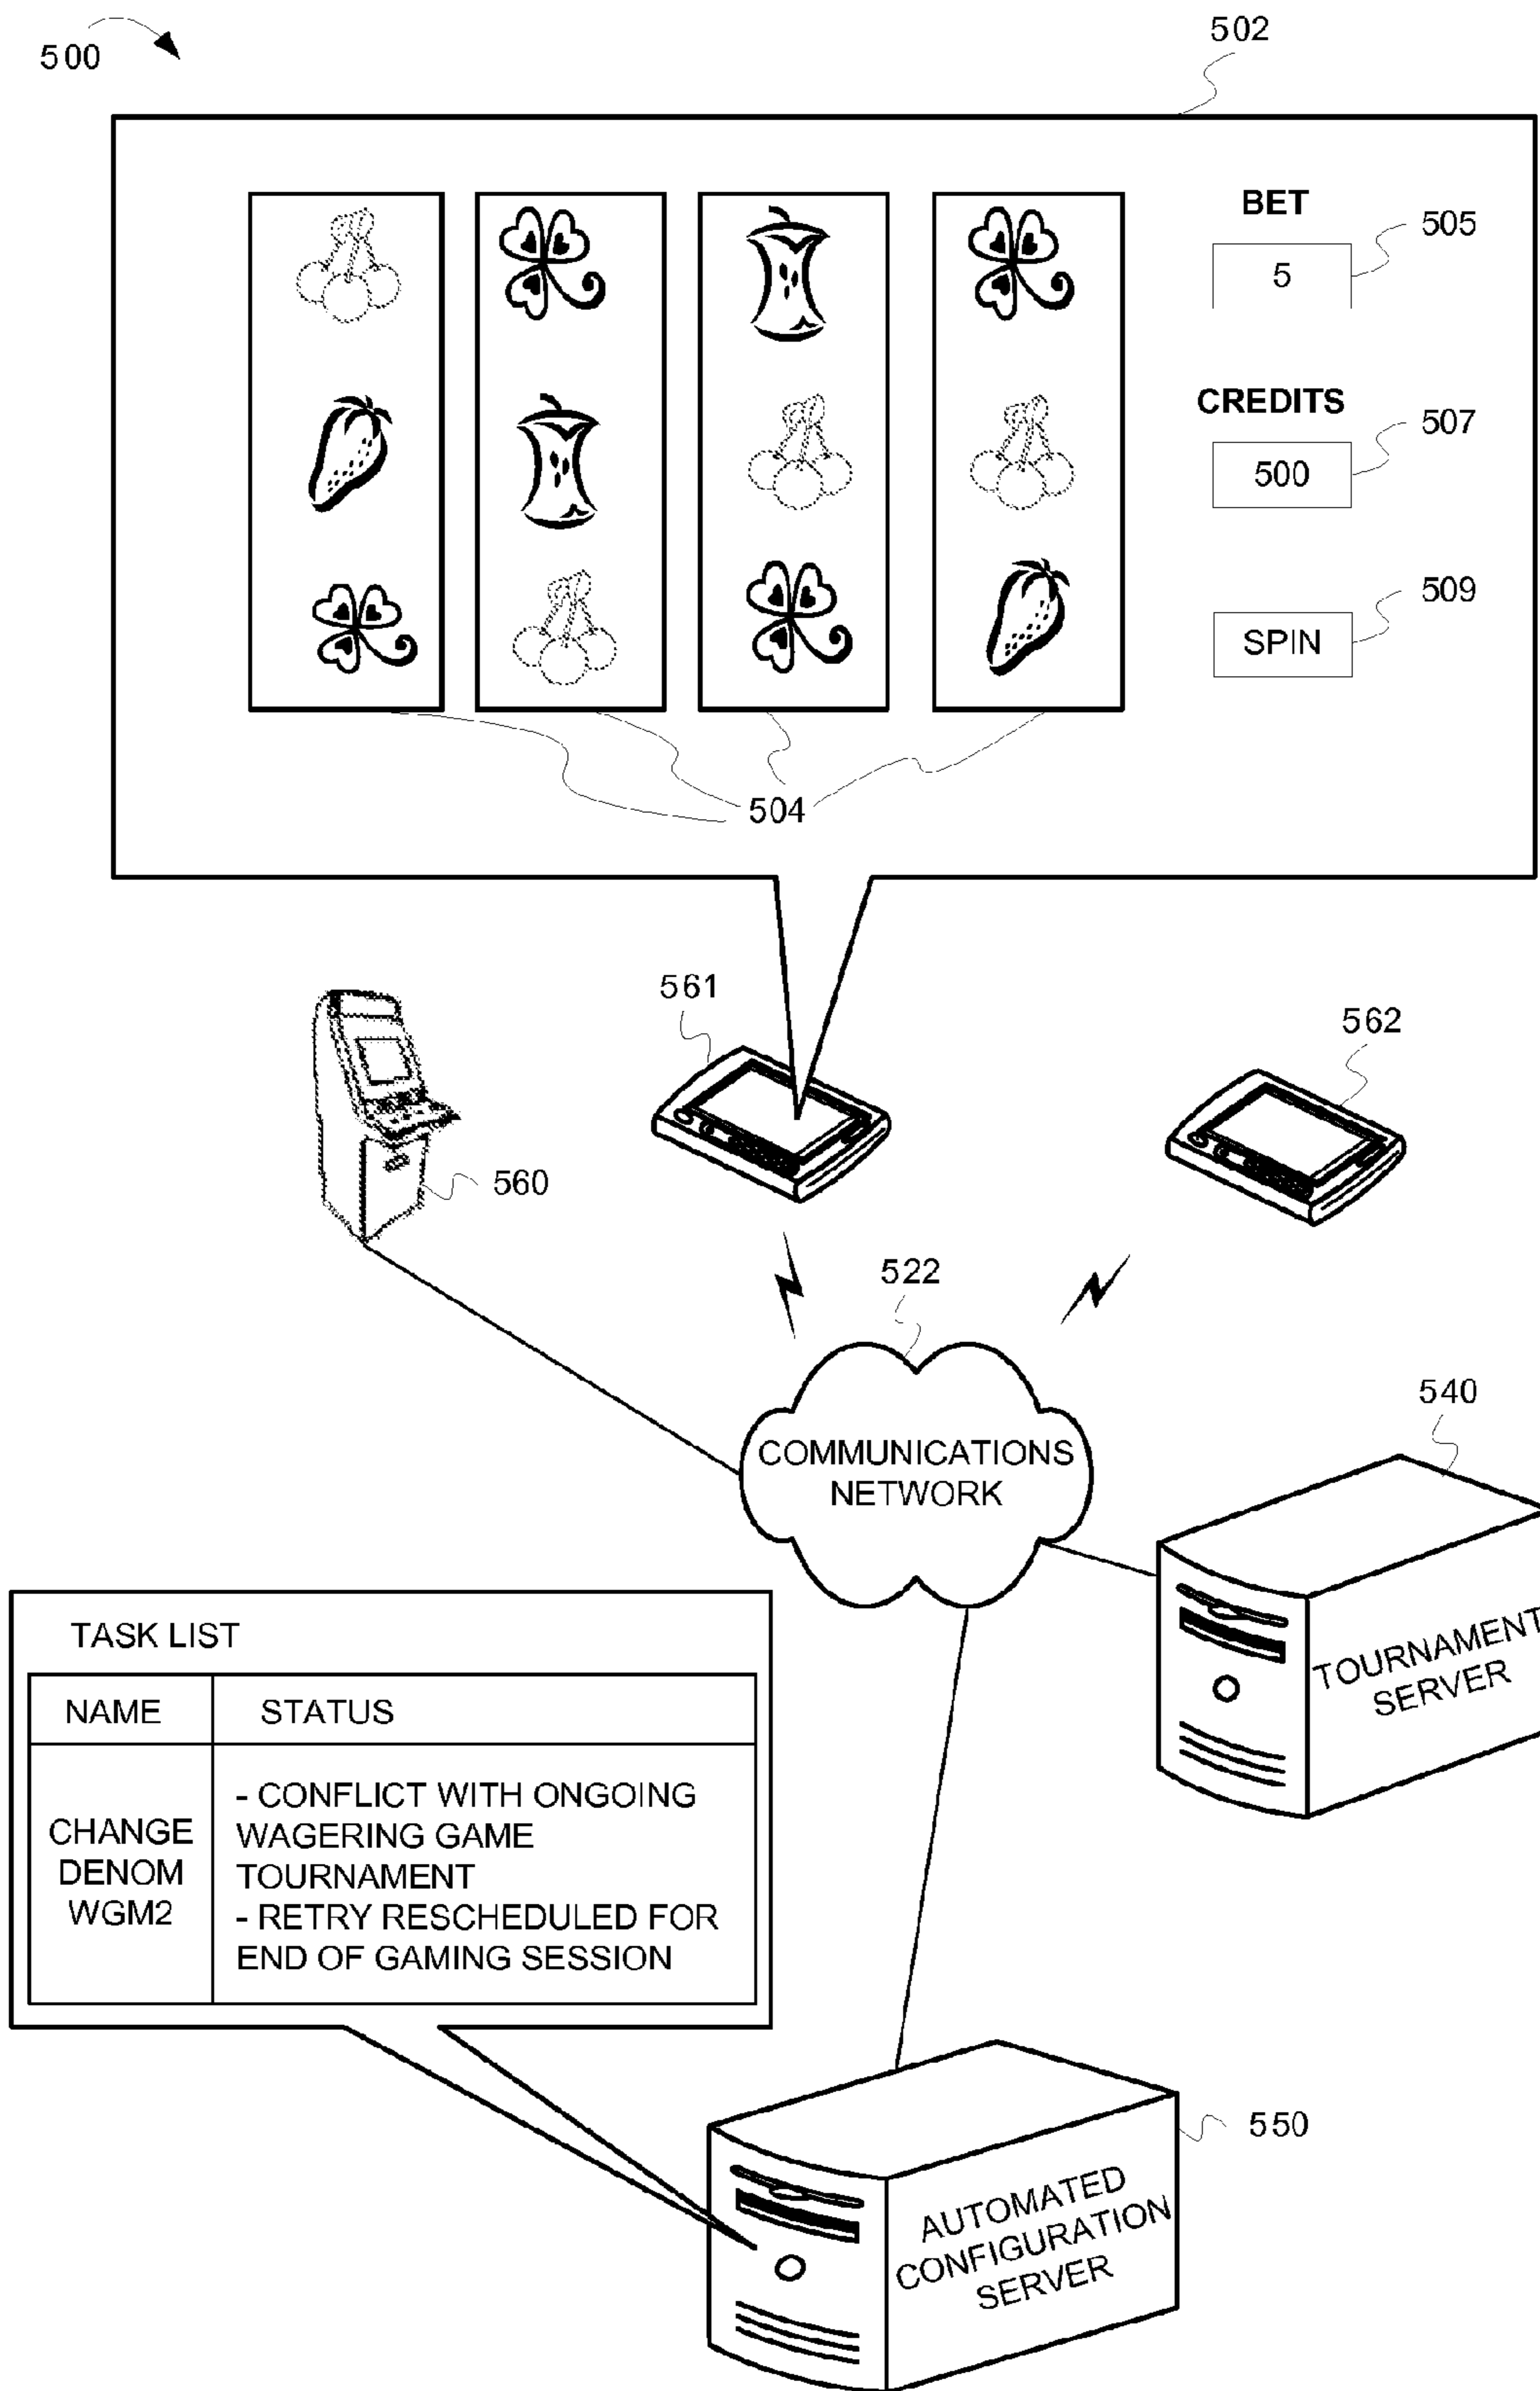 500
502
BET
505
5
CREDITS
507
500
509
SPIN
504
561
562
560
522
COMMUNICATIONS
NETWORK
540
TOURNAMENT
SERVER
TASK LIST
NAME
STATUS
CHANGE
DENOM
WGM2
- CONFLICT WITH ONGOING
WAGERING GAME
TOURNAMENT
- RETRY RESCHEDULED FOR
END OF GAMING SESSION
550
AUTOMATED
CONFIGURATION
SERVER